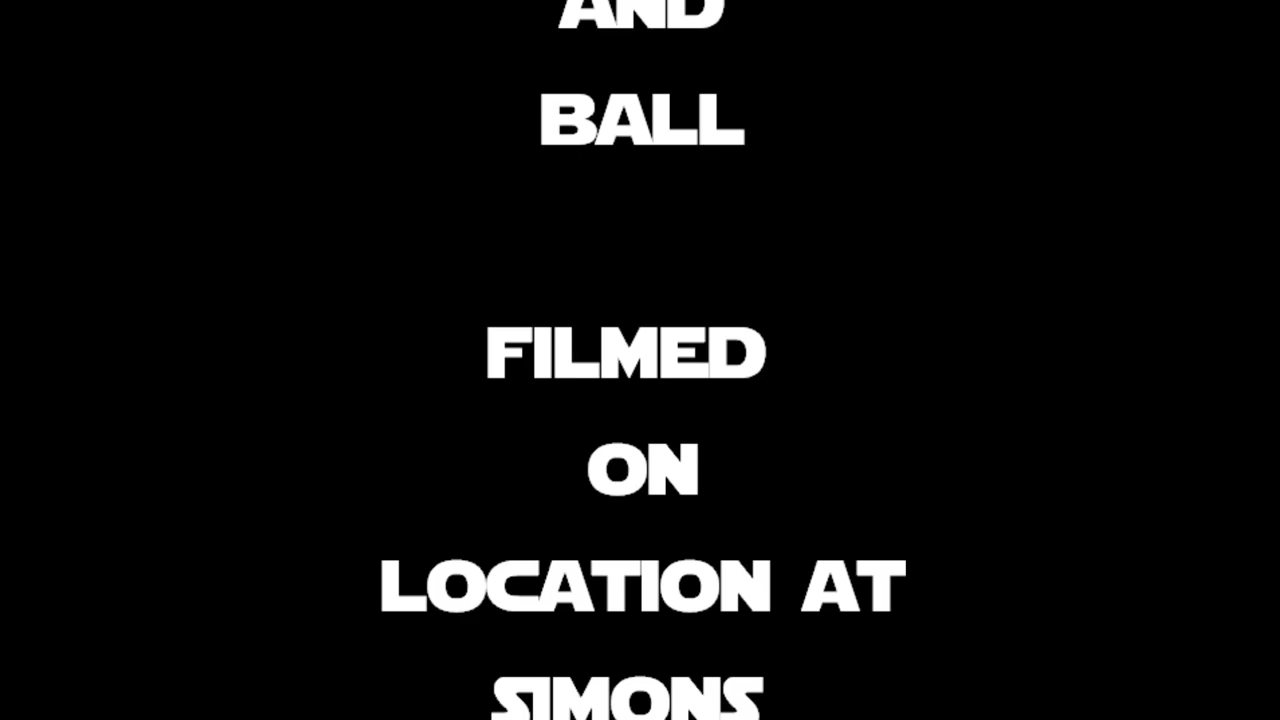 AND
BALL
FILMED
ON
LOCATION AT
SIMONS